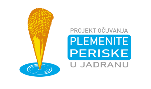 PROJEKT OČUVANJA
PLEMENITE
PERISKE
U JADRANU